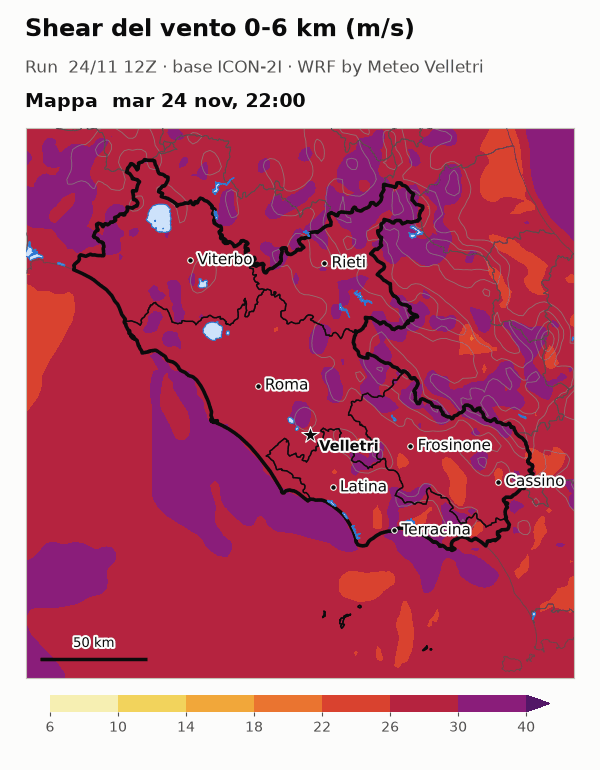 Shear del vento 0-6 km (m/s)
Run  24/11 12Z · base ICON-2I · WRF by Meteo Velletri
Mappa  mar 24 nov, 22:00
Viterbo
Rieti
Roma
Velletri
Frosinone
Cassino
Latina
Terracina
50 km
6 10 14 18 22 26 30 40